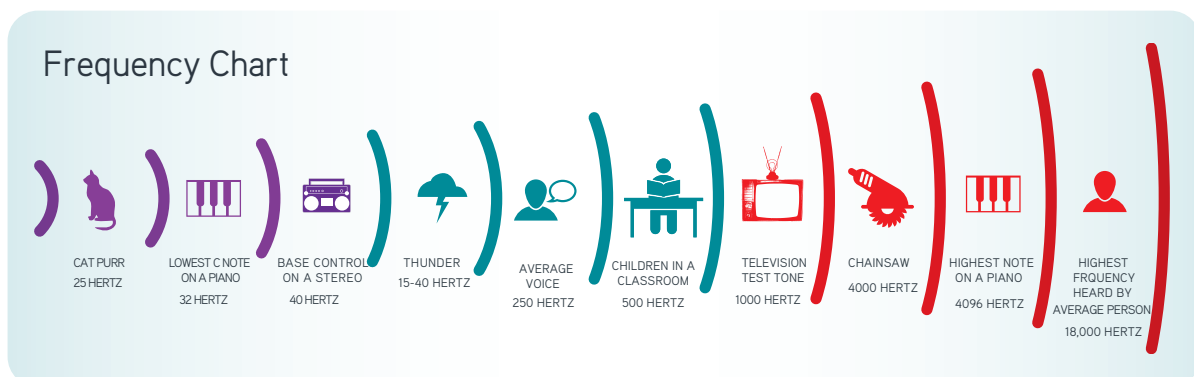 Frequency Chart
CAT PURR
25 HERTZ
LOWEST C NOTE
ON A PIANO
32 HERTZ
BASE CONTROL
ON A STEREO
40 HERTZ
THUNDER
15-40 HERTZ
AVERAGE
VOICE
250 HERTZ
CHILDREN IN A
CLASSROOM
500 HERTZ
TELEVISION
TEST TONE
1000 HERTZ
CHAINSAW
4000 HERTZ
HIGHEST NOTE
ON A PIANO
4096 HERTZ
HIGHEST
FRQUENCY
HEARD BY
AVERAGE PERSON
18,000 HERTZ